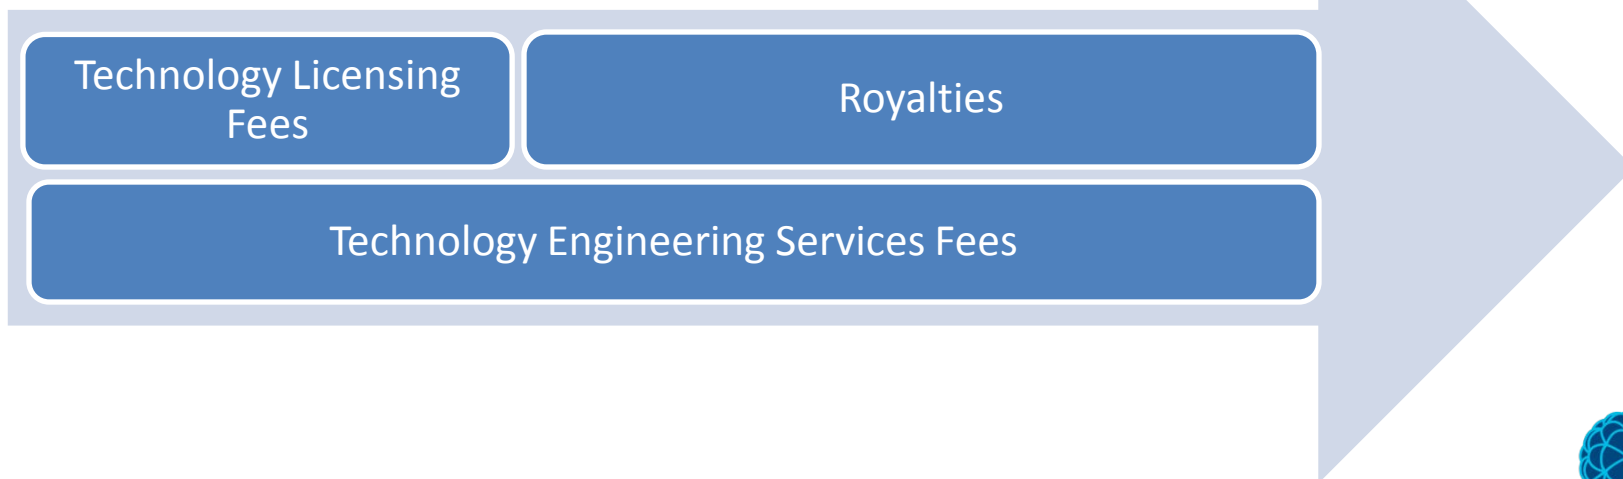 Technology Licensing
Fees
Royalties
Technology Engineering Services Fees